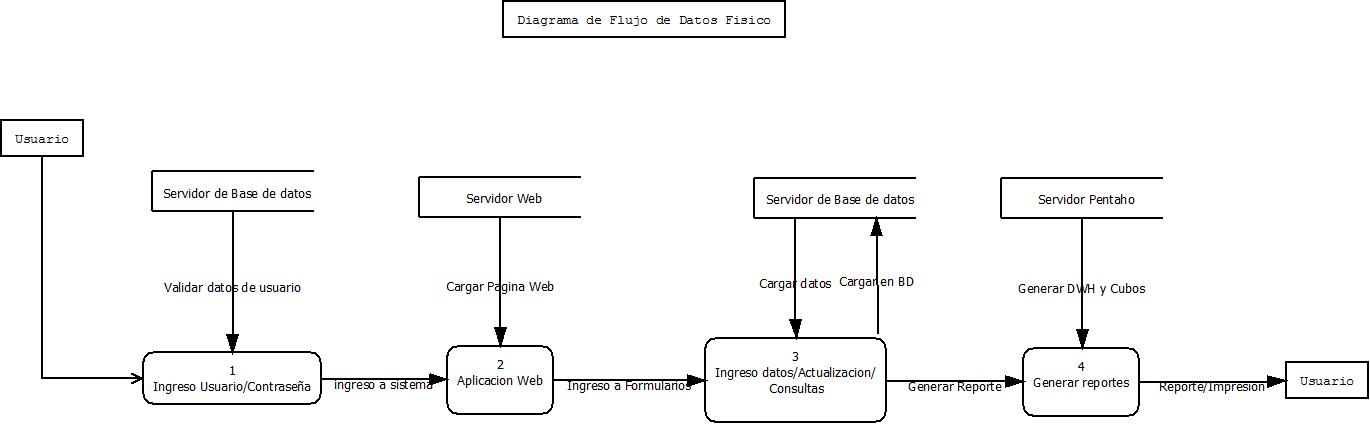 Diagrama de Flujo de Datos Fisico
Usuario
Servidor de Base de datos
Servidor Web
Servidor de Base de datos
Servidor Pentaho
Validar datos de usuario
Cargar Pagina Web
Cargar datos
Cargar en BD
Generar DWH y Cubos
1
Ingreso Usuario/Contraseña
ingreso a sistema
2
Aplicacion Web
Ingreso a Formularios
3
Ingreso datos/Actualizacion/
Consultas
Generar Reporte
4
Generar reportes
Reporte/Impresion
Usuario